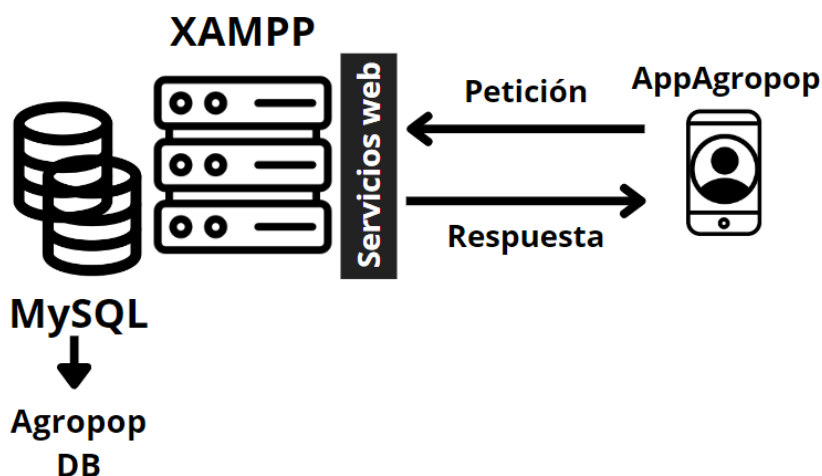 XAMPP
Servicios web
Petición
AppAgropop
Respuesta
MySQL
Agropop
DB